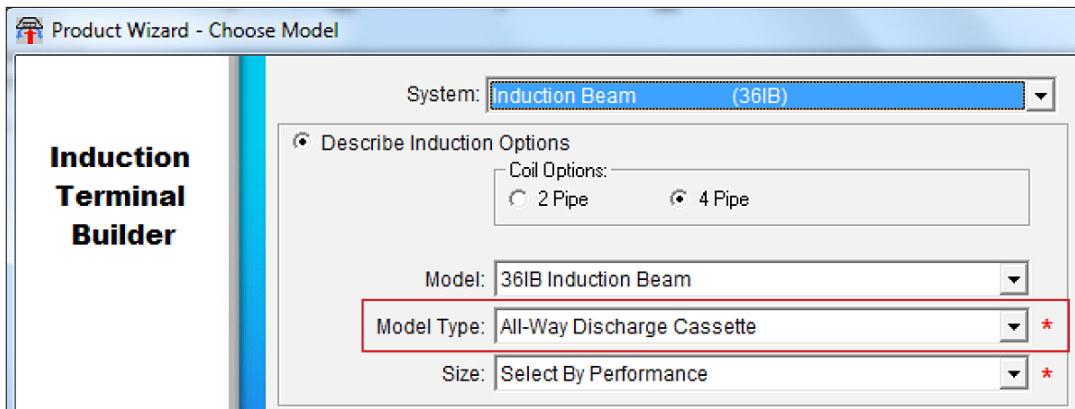 Product Wizard - Choose Model
Induction
Terminal
Builder
System: Induction Beam (36IB)
Describe Induction Options
Coil Options:
2 Pipe 4 Pipe
Model: 36IB Induction Beam
Model Type: All-Way Discharge Cassette *
Size: Select By Performance *